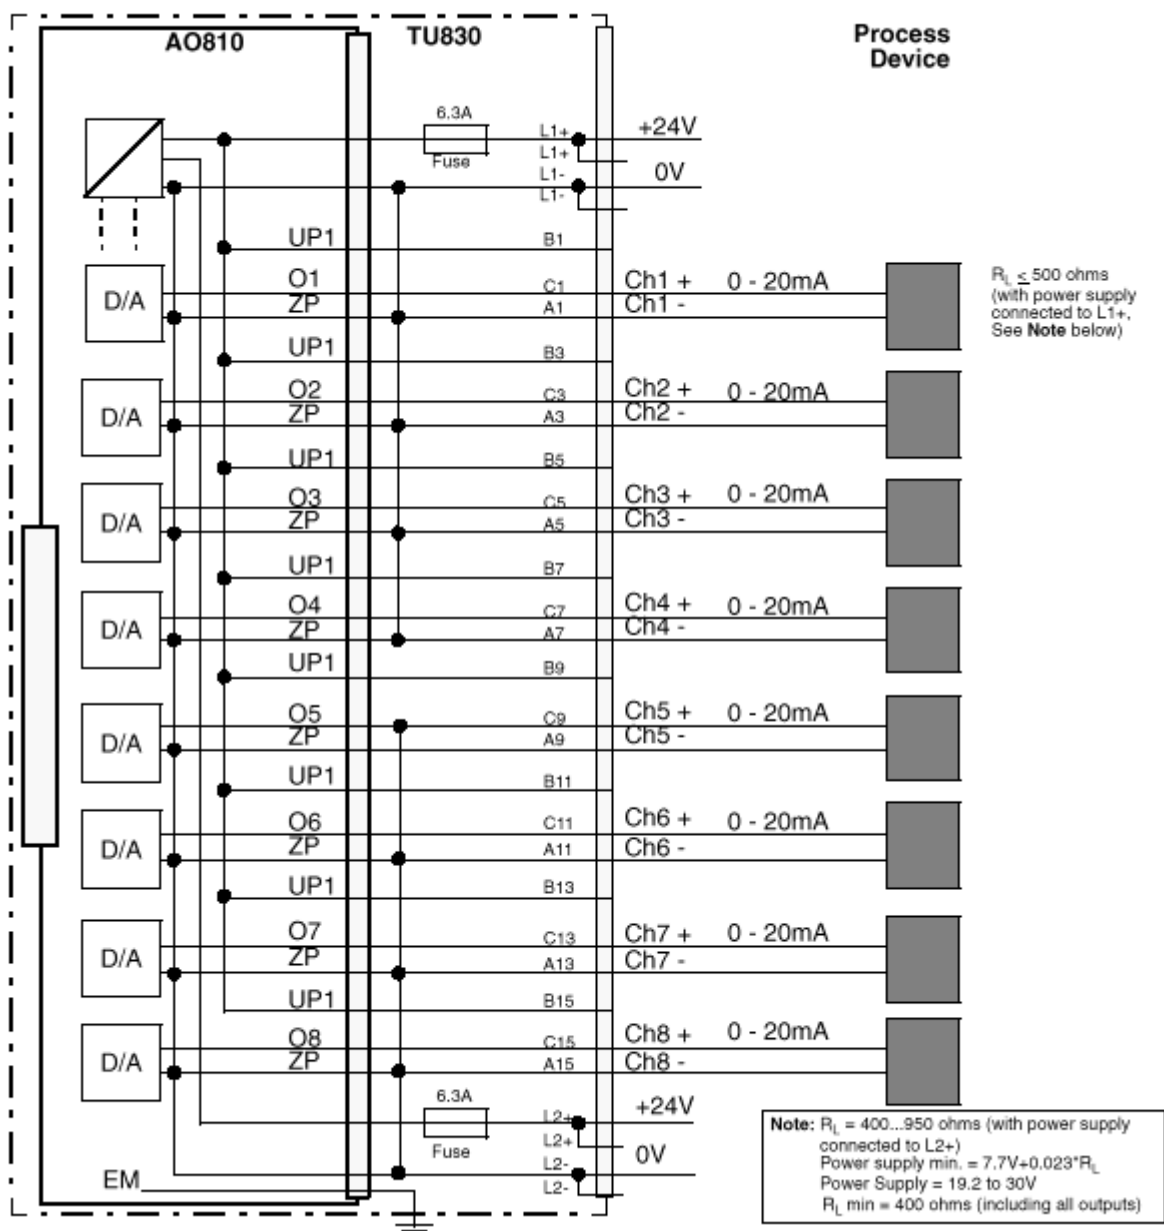 AO810 TU830 Process
Device
6.3A
Fuse
L1+ +24V
L1+
L1- 0V
L1-
UP1 B1
D/A O1 C1 Ch1 + 0 - 20mA
ZP A1 Ch1 -
R_L ≤ 500 ohms
(with power supply
connected to L1+,
See Note below)
UP1 B3
D/A O2 C3 Ch2 + 0 - 20mA
ZP A3 Ch2 -
UP1 B5
D/A O3 C5 Ch3 + 0 - 20mA
ZP A5 Ch3 -
UP1 B7
D/A O4 C7 Ch4 + 0 - 20mA
ZP A7 Ch4 -
UP1 B9
D/A O5 C9 Ch5 + 0 - 20mA
ZP A9 Ch5 -
UP1 B11
D/A O6 C11 Ch6 + 0 - 20mA
ZP A11 Ch6 -
UP1 B13
D/A O7 C13 Ch7 + 0 - 20mA
ZP A13 Ch7 -
UP1 B15
D/A O8 C15 Ch8 + 0 - 20mA
ZP A15 Ch8 -
6.3A
Fuse
L2+ +24V
L2+
L2- 0V
L2-
EM
Note: R_L = 400...950 ohms (with power supply
connected to L2+)
Power supply min. = 7.7V+0.023*R_L
Power Supply = 19.2 to 30V
R_L min = 400 ohms (including all outputs)